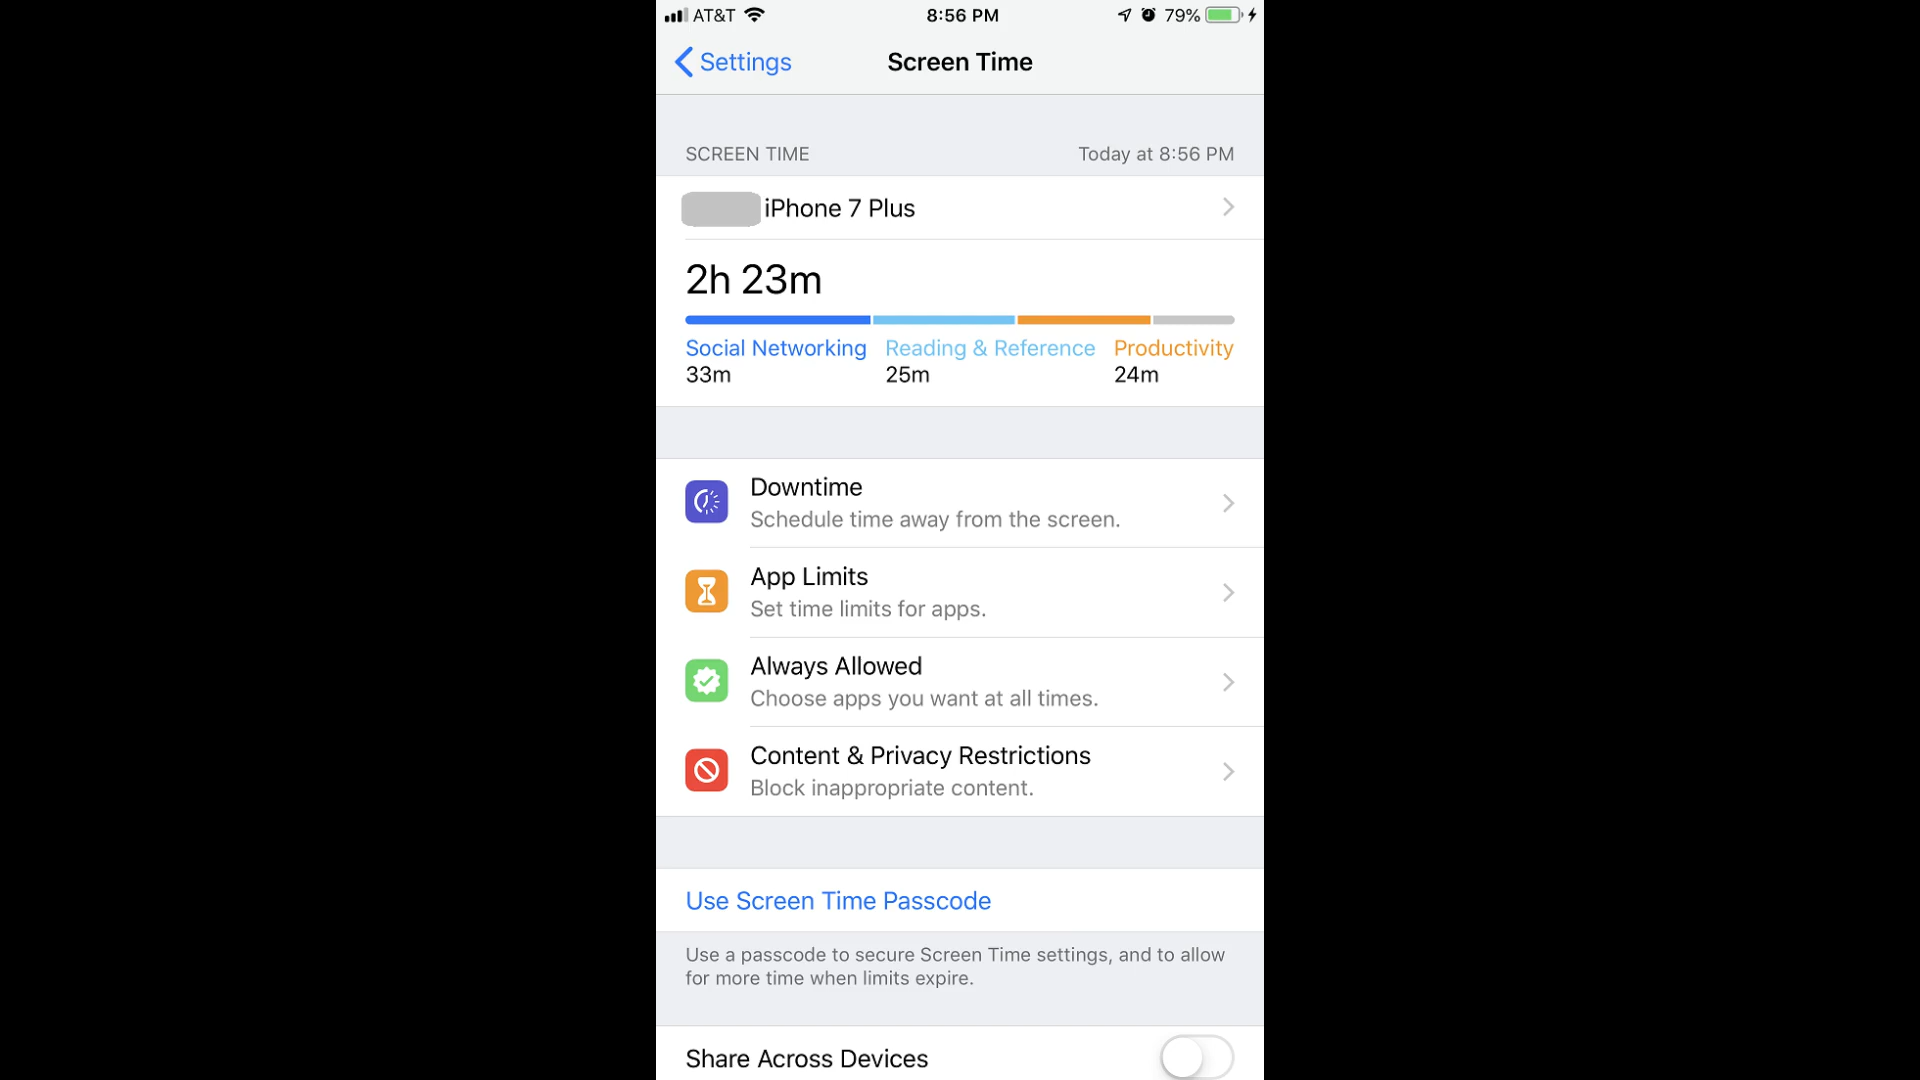 AT&T 8:56 PM 79%
Settings Screen Time
SCREEN TIME Today at 8:56 PM
iPhone 7 Plus
2h 23m
Social Networking Reading & Reference Productivity
33m 25m 24m
Downtime
Schedule time away from the screen.
App Limits
Set time limits for apps.
Always Allowed
Choose apps you want at all times.
Content & Privacy Restrictions
Block inappropriate content.
Use Screen Time Passcode
Use a passcode to secure Screen Time settings, and to allow
for more time when limits expire.
Share Across Devices